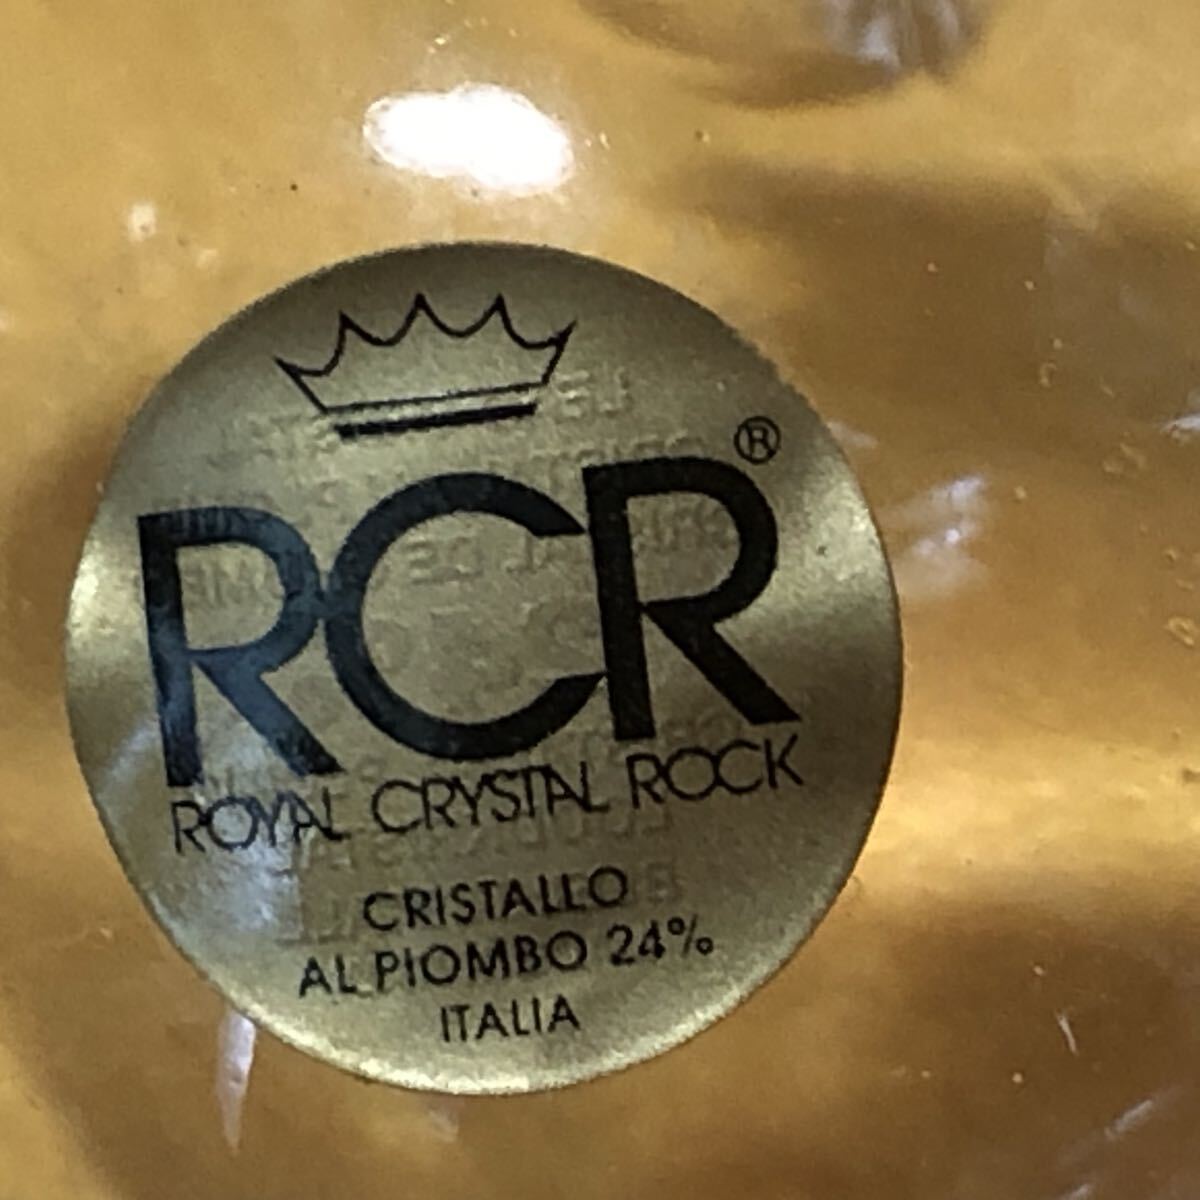 RCR®
ROYAL CRYSTAL ROCK
CRISTALLO
AL PIOMBO 24%
ITALIA